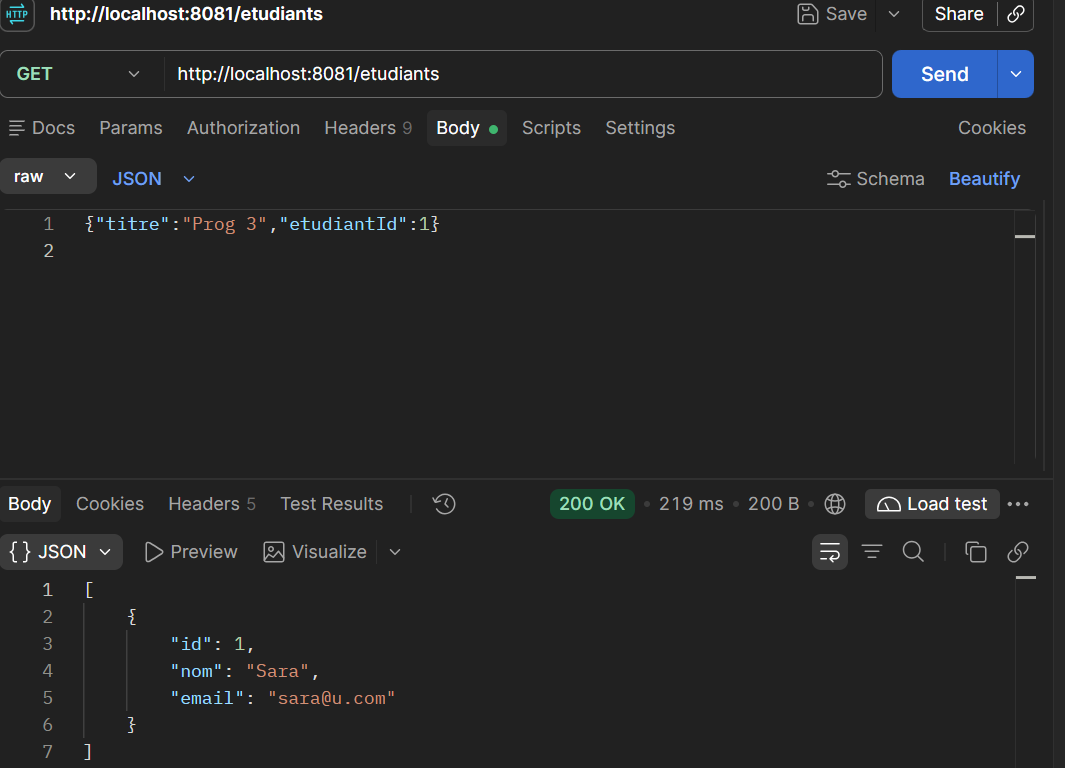 HTTP http://localhost:8081/etudiants Save Share
GET http://localhost:8081/etudiants Send
Docs Params Authorization Headers 9 Body Scripts Settings Cookies
raw JSON Schema Beautify
1 {"titre":"Prog 3","etudiantId":1}
2
Body Cookies Headers 5 Test Results 200 OK • 219 ms • 200 B • Load test
{} JSON Preview Visualize
1 [
2 {
3 "id": 1,
4 "nom": "Sara",
5 "email": "sara@u.com"
6 }
7 ]